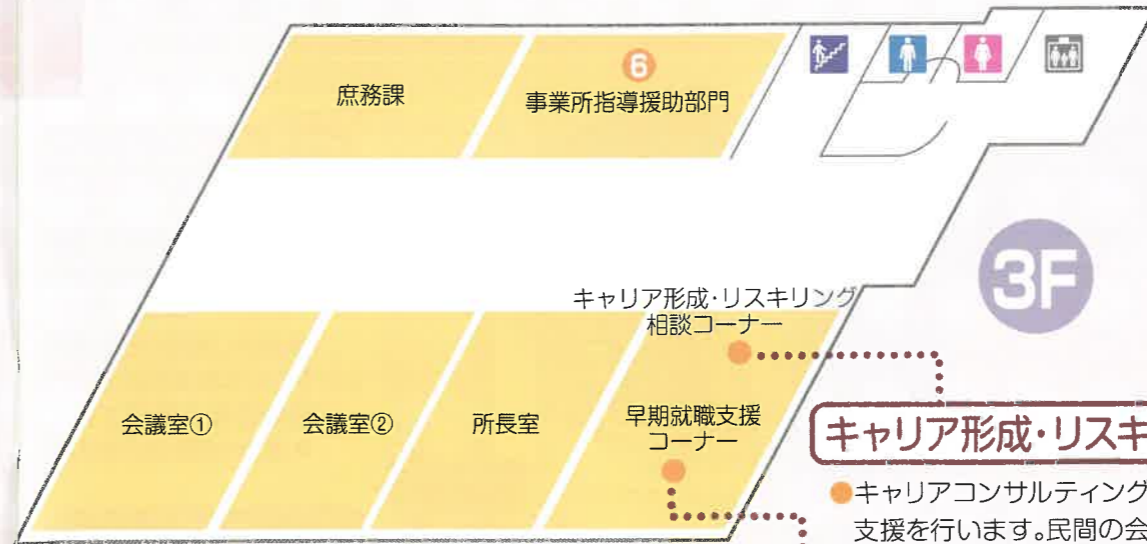 庶務課
6
事業所指導援助部門
3F
キャリア形成・リスキリング
相談コーナー
会議室①
会議室②
所長室
早期就職支援
コーナー
キャリア形成・リスキ
●キャリアコンサルティング
支援を行います。民間の会